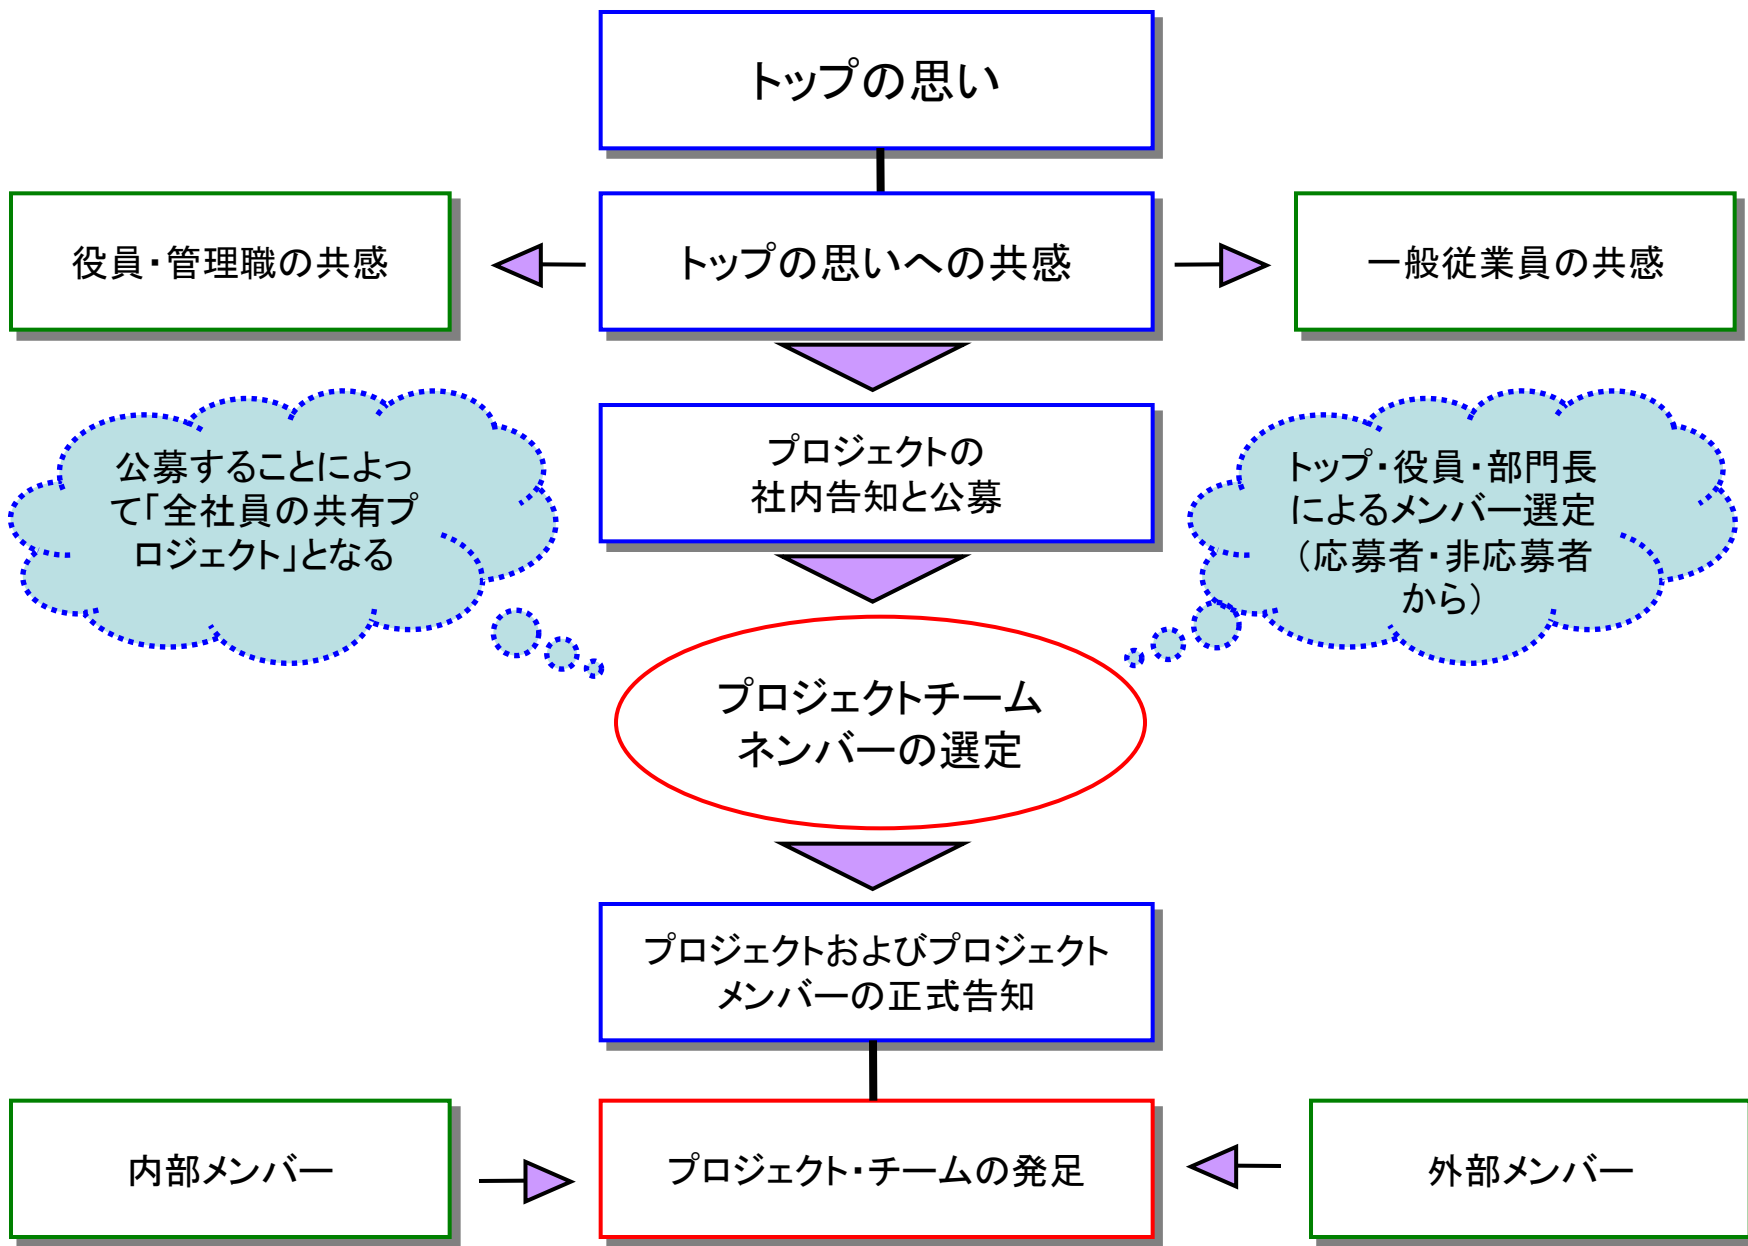 トップの思い
役員・管理職の共感
トップの思いへの共感
一般従業員の共感
プロジェクトの
社内告知と公募
公募することによっ
て「全社員の共有プ
ロジェクト」となる
トップ・役員・部門長
によるメンバー選定
（応募者・非応募者
から）
プロジェクトチーム
ネンバーの選定
プロジェクトおよびプロジェクト
メンバーの正式告知
内部メンバー
プロジェクト・チームの発足
外部メンバー